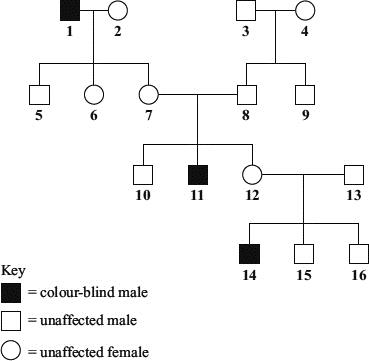 1 2 3 4
5 6 7 8 9
10 11 12 13
14 15 16
Key
= colour-blind male
= unaffected male
= unaffected female